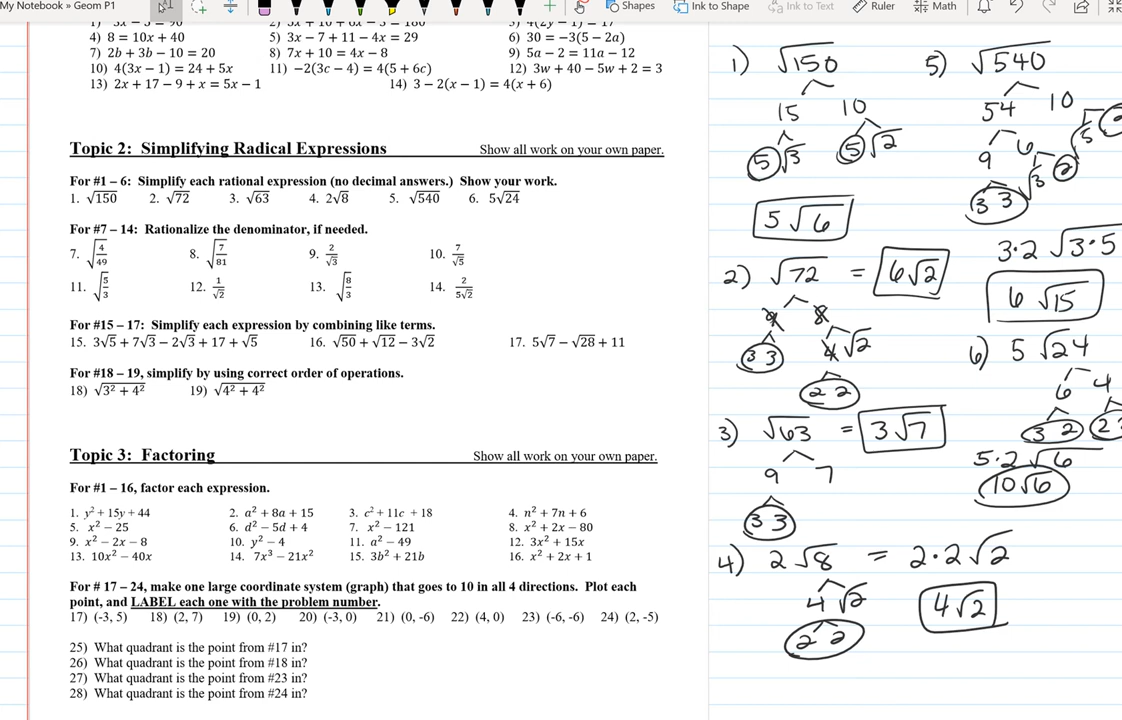 My Notebook » Geom P1
Shapes
Ink to Shape
Ink to Text
Ruler
Math
4) 8 = 10x + 40 5) 3x − 7 + 11 − 4x = 29 6) 30 = −3(5 − 2a)
7) 2b + 3b − 10 = 20 8) 7x + 10 = 4x − 8 9) 5a − 2 = 11a − 12
10) 4(3x − 1) = 24 + 5x 11) −2(3c − 4) = 4(5 + 6c) 12) 3w + 40 − 5w + 2 = 3
13) 2x + 17 − 9 + x = 5x − 1 14) 3 − 2(x − 1) = 4(x + 6)
Topic 2: Simplifying Radical Expressions Show all work on your own paper.
For #1 – 6: Simplify each rational expression (no decimal answers.) Show your work.
1. √150 2. √72 3. √63 4. 2√8 5. √540 6. 5√24
For #7 – 14: Rationalize the denominator, if needed.
7. √(4/49) 8. √(7/81) 9. 2/√3 10. 7/√5
11. √(5/3) 12. 1/√2 13. √(8/3) 14. 2/(5√2)
For #15 – 17: Simplify each expression by combining like terms.
15. 3√5 + 7√3 − 2√3 + 17 + √5 16. √50 + √12 − 3√2 17. 5√7 − √28 + 11
For #18 – 19, simplify by using correct order of operations.
18) √(3² + 4²) 19) √(4² + 4²)
Topic 3: Factoring Show all work on your own paper.
For #1 – 16, factor each expression.
1. y² + 15y + 44 2. a² + 8a + 15 3. c² + 11c + 18 4. n² + 7n + 6
5. x² − 25 6. d² − 5d + 4 7. x² − 121 8. x² + 2x − 80
9. x² − 2x − 8 10. y² − 4 11. a² − 49 12. 3x² + 15x
13. 10x² − 40x 14. 7x³ − 21x² 15. 3b² + 21b 16. x² + 2x + 1
For # 17 – 24, make one large coordinate system (graph) that goes to 10 in all 4 directions. Plot each
point, and LABEL each one with the problem number.
17) (-3, 5) 18) (2, 7) 19) (0, 2) 20) (-3, 0) 21) (0, -6) 22) (4, 0) 23) (-6, -6) 24) (2, -5)
25) What quadrant is the point from #17 in?
26) What quadrant is the point from #18 in?
27) What quadrant is the point from #23 in?
28) What quadrant is the point from #24 in?
1) √150
15 10
5 √3 5 √2
5√6
2) √72 = 6√2
9 8
3 3 4 √2
2 2
3) √63 = 3√7
9 7
3 3
4) 2√8 = 2·2√2
4 √2
2 2
4√2
5) √540
54 10
9 6
3 3 √3 2
3·2 √3·5
6 √15
6) 5 √24
6 4
3 2
5·2√6
10√6